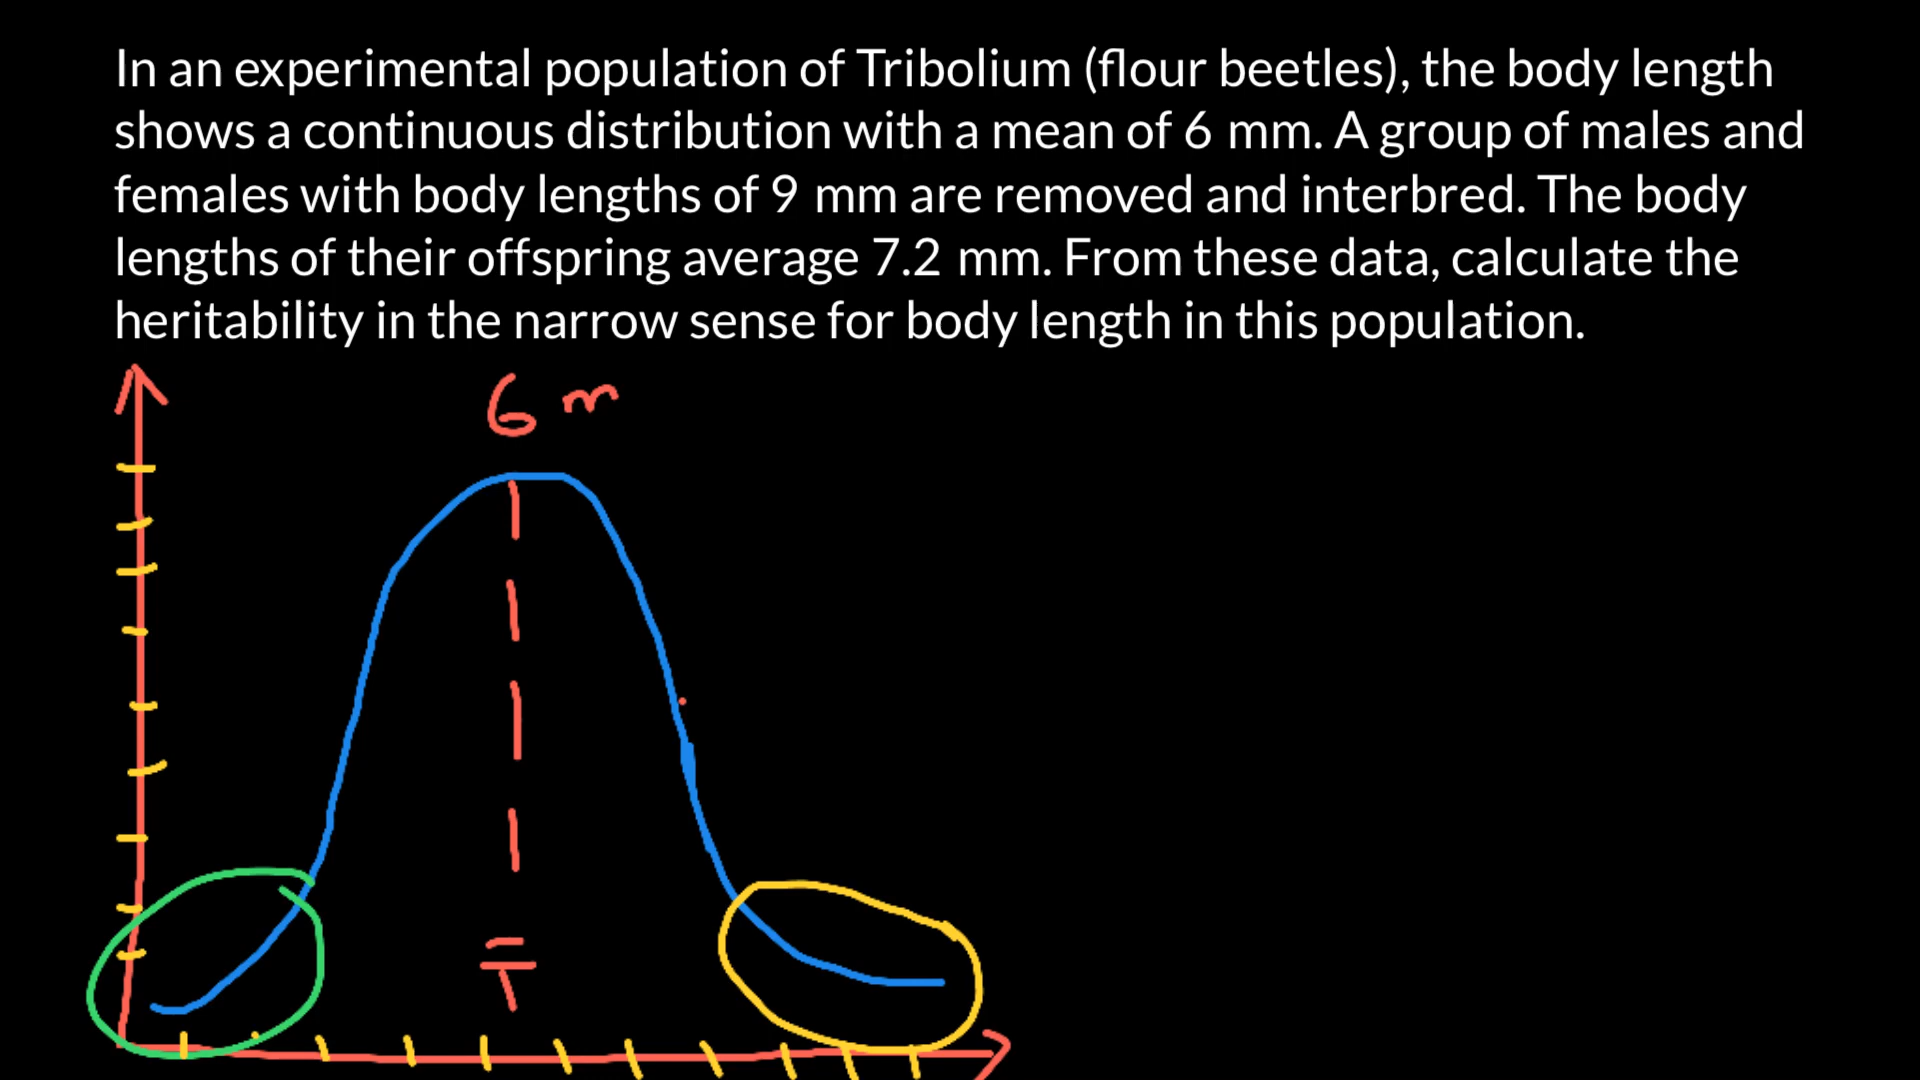 In an experimental population of Tribolium (flour beetles), the body length
shows a continuous distribution with a mean of 6 mm. A group of males and
females with body lengths of 9 mm are removed and interbred. The body
lengths of their offspring average 7.2 mm. From these data, calculate the
heritability in the narrow sense for body length in this population.
6 m
T̄